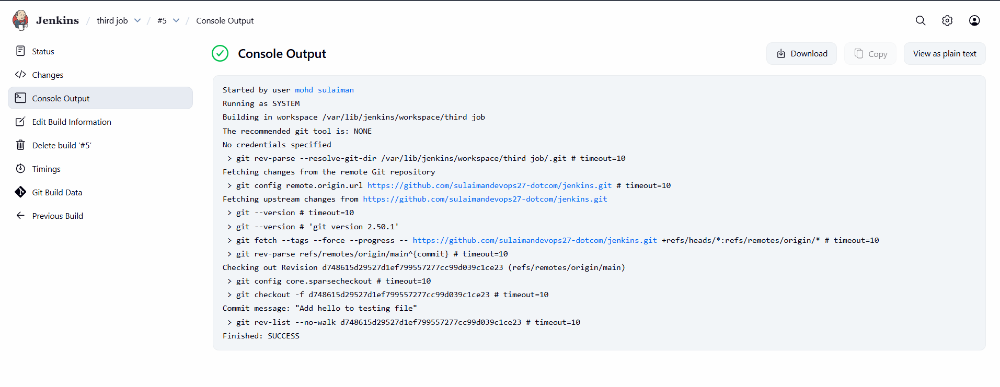 Jenkins / third job / #5 / Console Output
Status
Changes
Console Output
Edit Build Information
Delete build ‘#5’
Timings
Git Build Data
Previous Build
Console Output
Download
Copy
View as plain text
Started by user mohd sulaiman
Running as SYSTEM
Building in workspace /var/lib/jenkins/workspace/third job
The recommended git tool is: NONE
No credentials specified
 > git rev-parse --resolve-git-dir /var/lib/jenkins/workspace/third job/.git # timeout=10
Fetching changes from the remote Git repository
 > git config remote.origin.url https://github.com/sulaimandevops27-dotcom/jenkins.git # timeout=10
Fetching upstream changes from https://github.com/sulaimandevops27-dotcom/jenkins.git
 > git --version # timeout=10
 > git --version # 'git version 2.50.1'
 > git fetch --tags --force --progress -- https://github.com/sulaimandevops27-dotcom/jenkins.git +refs/heads/*:refs/remotes/origin/* # timeout=10
 > git rev-parse refs/remotes/origin/main^{commit} # timeout=10
Checking out Revision d748615d29527d1ef799557277cc99d039c1ce23 (refs/remotes/origin/main)
 > git config core.sparsecheckout # timeout=10
 > git checkout -f d748615d29527d1ef799557277cc99d039c1ce23 # timeout=10
Commit message: "Add hello to testing file"
 > git rev-list --no-walk d748615d29527d1ef799557277cc99d039c1ce23 # timeout=10
Finished: SUCCESS